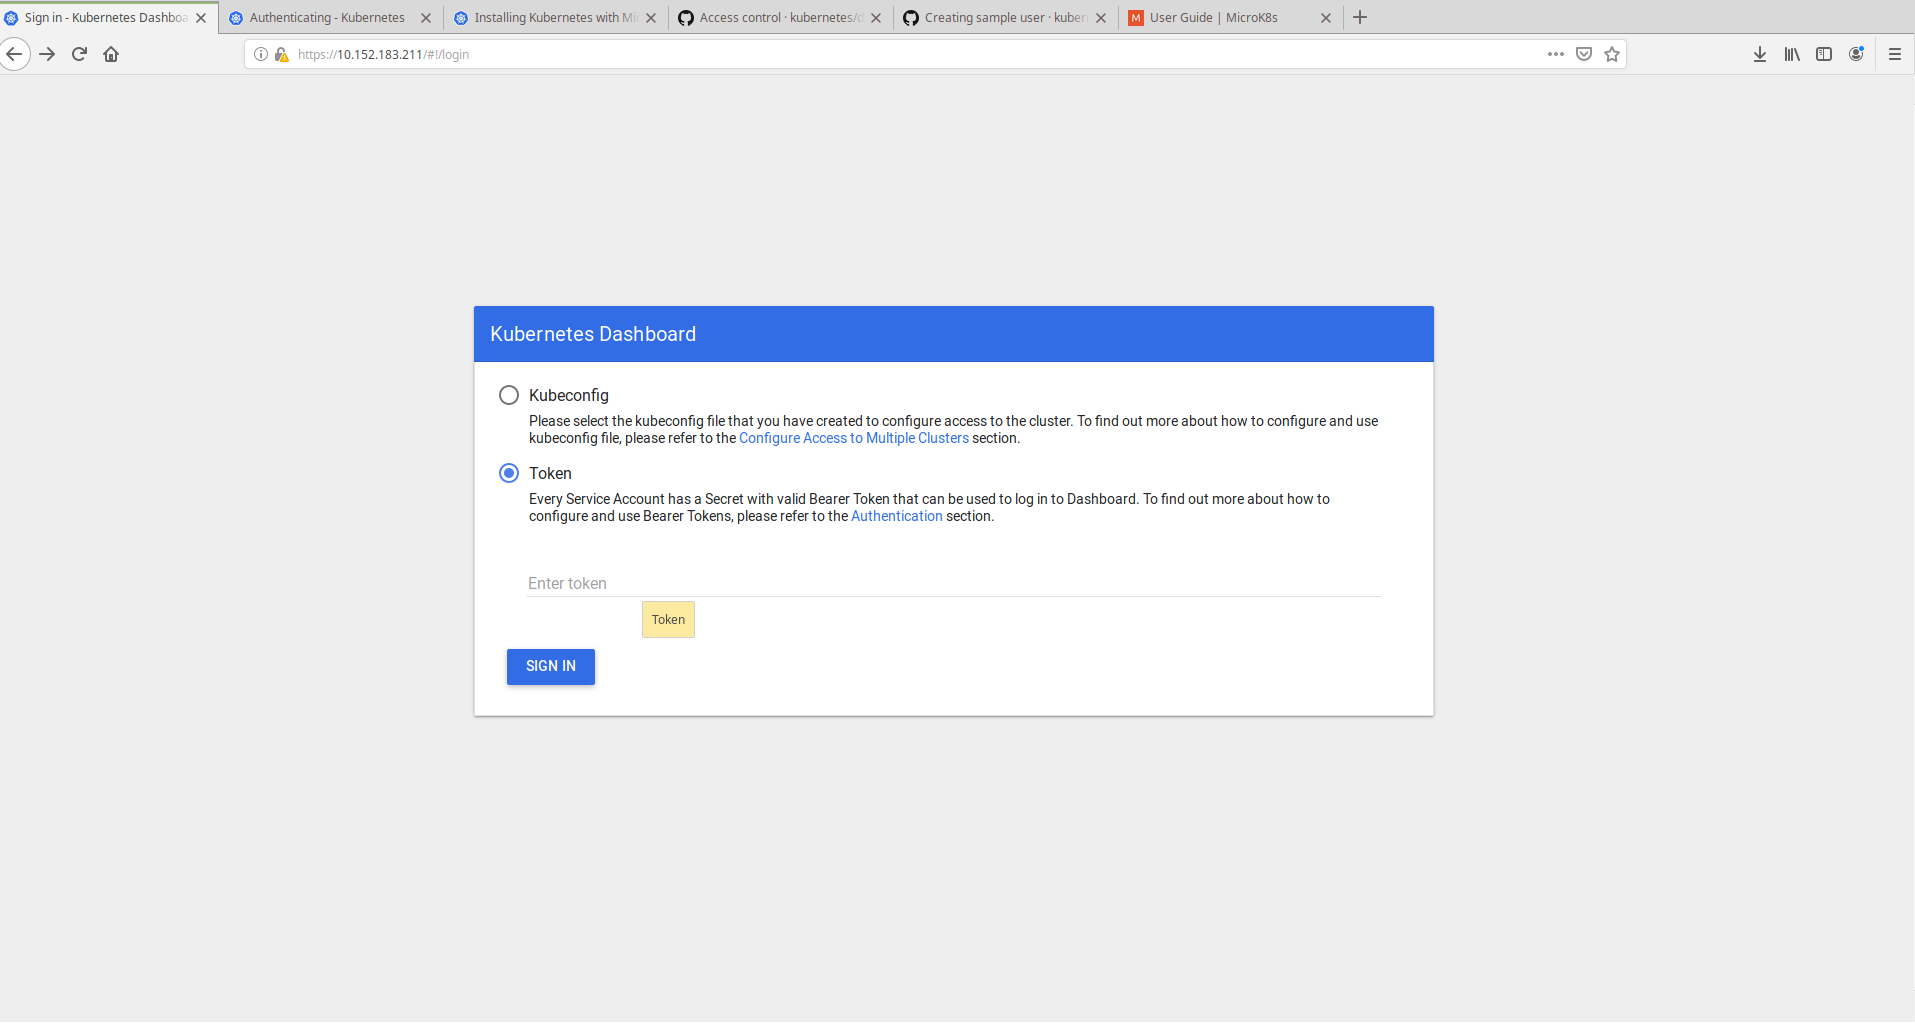 Sign in - Kubernetes Dashboa
Authenticating - Kubernetes
Installing Kubernetes with Mi
Access control · kubernetes/d
Creating sample user · kuber
M User Guide | MicroK8s
https://10.152.183.211/#!/login
Kubernetes Dashboard
Kubeconfig
Please select the kubeconfig file that you have created to configure access to the cluster. To find out more about how to configure and use
kubeconfig file, please refer to the Configure Access to Multiple Clusters section.
Token
Every Service Account has a Secret with valid Bearer Token that can be used to log in to Dashboard. To find out more about how to
configure and use Bearer Tokens, please refer to the Authentication section.
Enter token
Token
SIGN IN